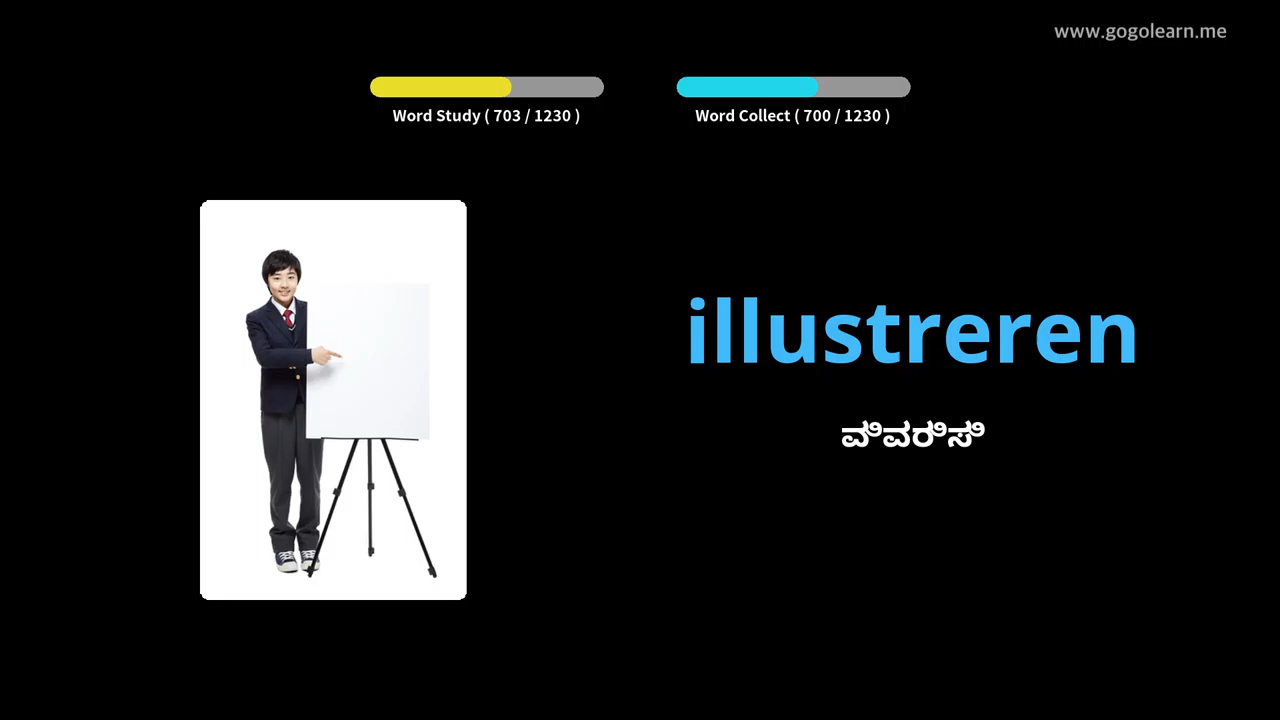 www.gogolearn.me
Word Study ( 703 / 1230 )
Word Collect ( 700 / 1230 )
illustreren
ವಿವರಿಸಿ